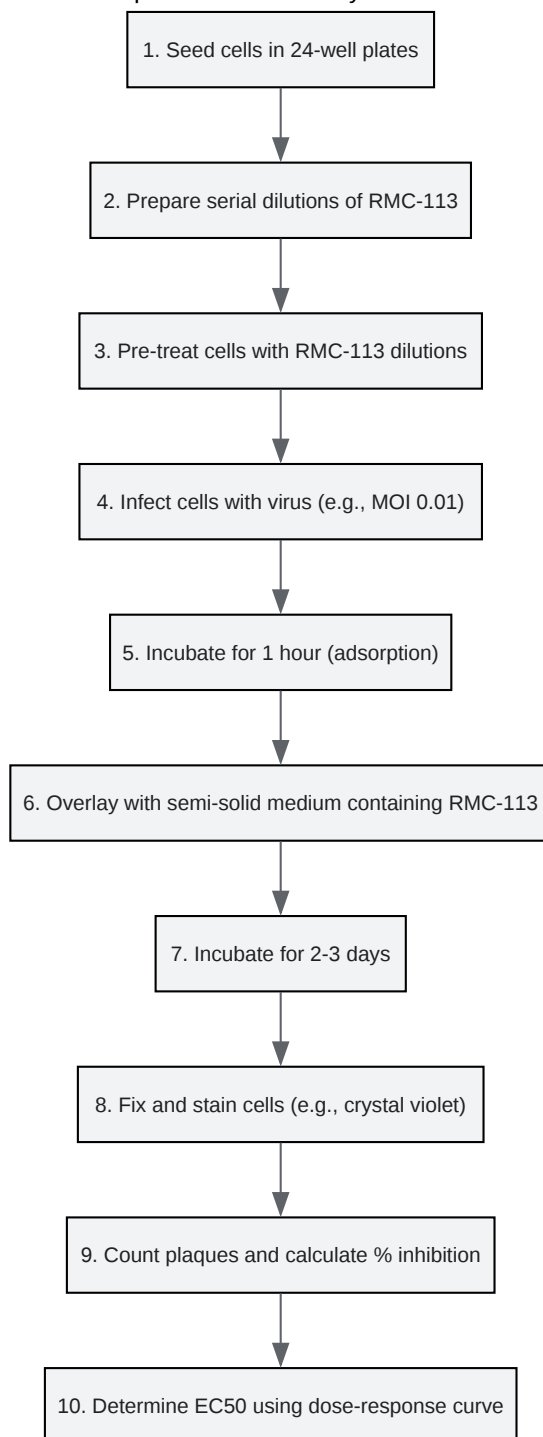 1. Seed cells in 24-well plates
2. Prepare serial dilutions of RMC-113
3. Pre-treat cells with RMC-113 dilutions
4. Infect cells with virus (e.g., MOI 0.01)
5. Incubate for 1 hour (adsorption)
6. Overlay with semi-solid medium containing RMC-113
7. Incubate for 2-3 days
8. Fix and stain cells (e.g., crystal violet)
9. Count plaques and calculate % inhibition
10. Determine EC50 using dose-response curve